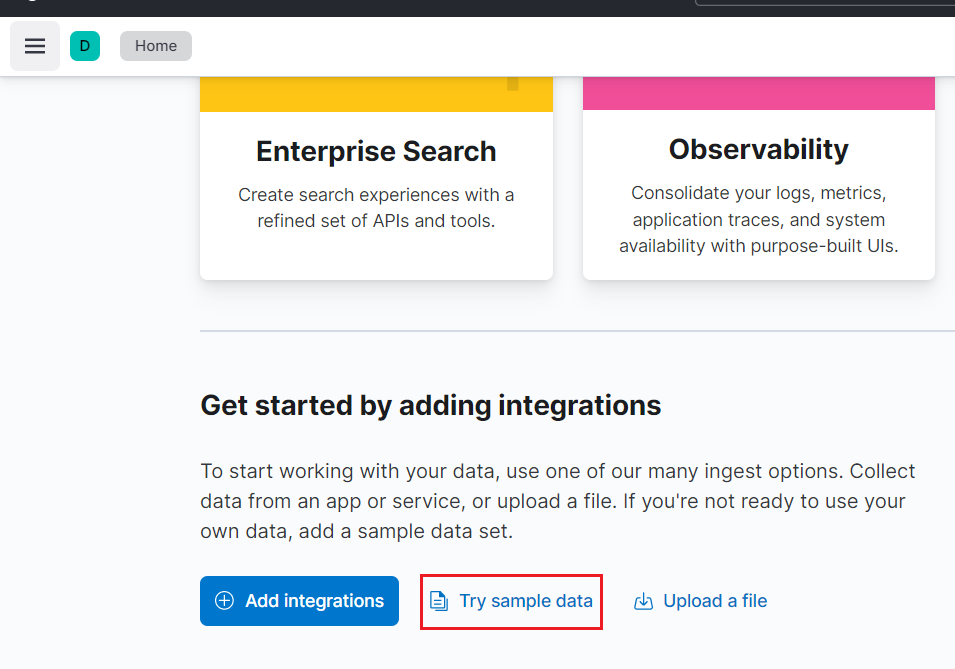 D
Home
Enterprise Search
Create search experiences with a
refined set of APIs and tools.
Observability
Consolidate your logs, metrics,
application traces, and system
availability with purpose-built UIs.
Get started by adding integrations
To start working with your data, use one of our many ingest options. Collect
data from an app or service, or upload a file. If you're not ready to use your
own data, add a sample data set.
Add integrations
Try sample data
Upload a file